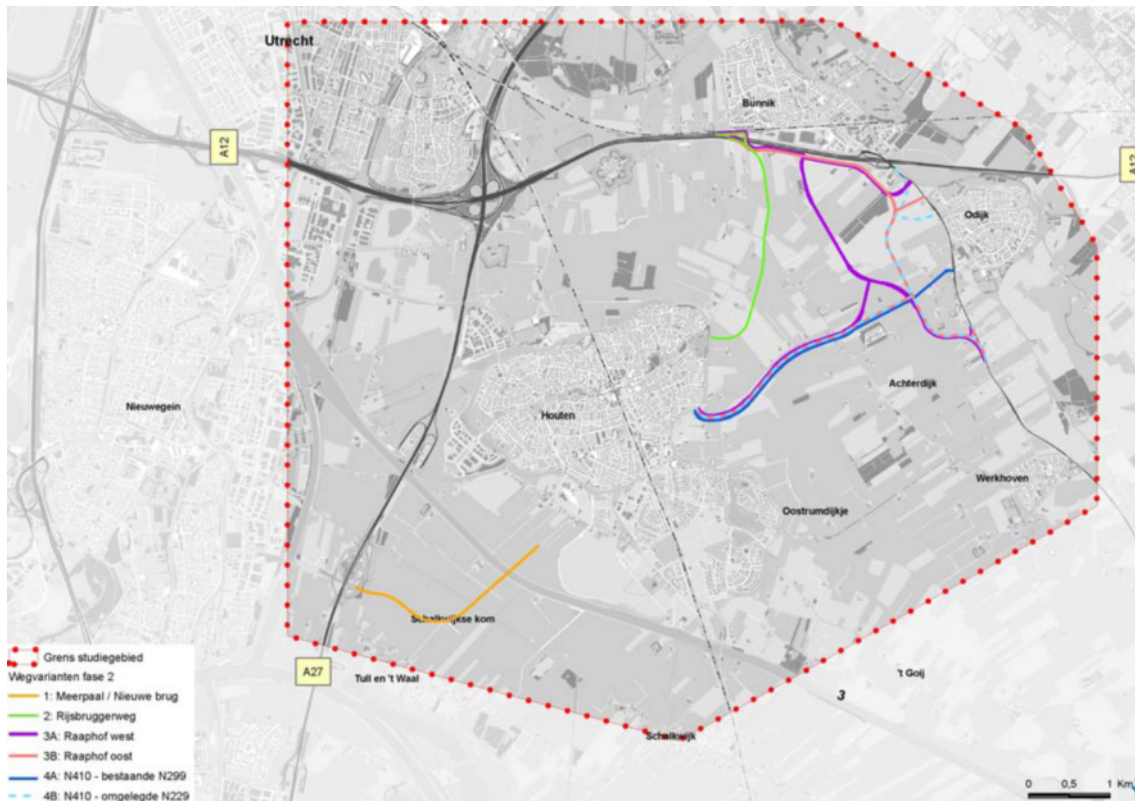 Utrecht
Bunnik
A12
A12
Odijk
Nieuwegein
Houten
Achterdijk
Werkhoven
Oostrumdijkje
Schalkwijkse kom
A27
Tull en 't Waal
't Goij
3
Schalkwijk
Grens studiegebied
Wegvarianten fase 2
1: Meerpaal / Nieuwe brug
2: Rijsbruggerweg
3A: Raaphof west
3B: Raaphof oost
4A: N410 - bestaande N299
4B: N410 - omgelegde N229
0 0,5 1 Km